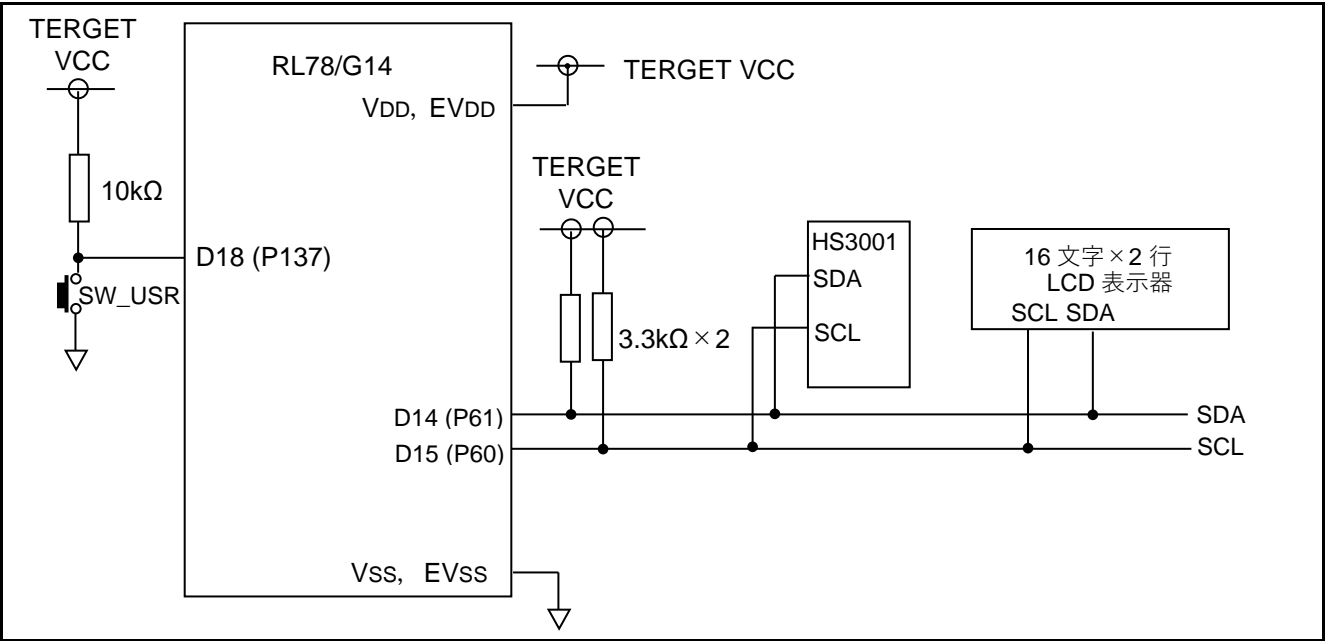 TERGET
VCC
RL78/G14
TERGET VCC
VDD, EVDD
TERGET
VCC
10kΩ
HS3001
D18 (P137)
16 文字×2 行
LCD 表示器
SDA
SW_USR
SCL SDA
3.3kΩ×2
SCL
D14 (P61)
SDA
D15 (P60)
SCL
VSS, EVSS